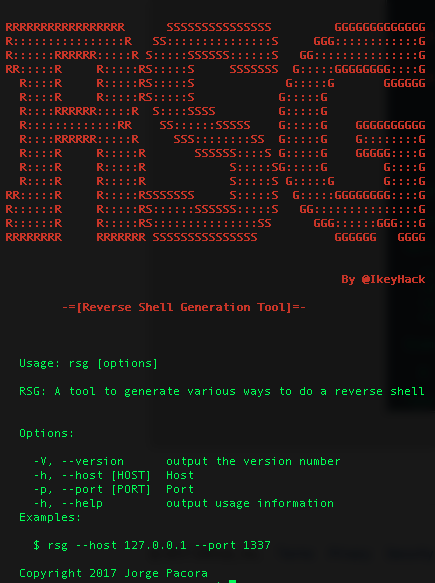 RRRRRRRRRRRRRRRRR      SSSSSSSSSSSSSSS         GGGGGGGGGGGGG
R::::::::::::::::R   SS:::::::::::::::S     GGG::::::::::::G
R::::::RRRRRR:::::R S:::::SSSSSS::::::S   GG:::::::::::::::G
RR:::::R     R:::::RS:::::S     SSSSSSS  G:::::GGGGGGGG::::G
  R::::R     R:::::RS:::::S             G:::::G       GGGGGG
  R::::R     R:::::RS:::::S            G:::::G
  R::::RRRRRR:::::R  S::::SSSS         G:::::G
  R:::::::::::::RR    SS::::::SSSSS    G:::::G    GGGGGGGGGG
  R::::RRRRRR:::::R     SSS::::::::SS  G:::::G    G::::::::G
  R::::R     R:::::R       SSSSSS::::S G:::::G    GGGGG::::G
  R::::R     R:::::R            S:::::SG:::::G        G::::G
  R::::R     R:::::R            S:::::S G:::::G       G::::G
RR:::::R     R:::::RSSSSSSS     S:::::S  G:::::GGGGGGGG::::G
R::::::R     R:::::RS::::::SSSSSS:::::S   GG:::::::::::::::G
R::::::R     R:::::RS:::::::::::::::SS      GGG::::::GGG:::G
RRRRRRRR     RRRRRRR SSSSSSSSSSSSSSS           GGGGGG   GGGG
By @IkeyHack
-=[Reverse Shell Generation Tool]=-
Usage: rsg [options]
RSG: A tool to generate various ways to do a reverse shell
Options:
-V, --version      output the version number
-h, --host [HOST]  Host
-p, --port [PORT]  Port
-h, --help         output usage information
Examples:
$ rsg --host 127.0.0.1 --port 1337
Copyright 2017 Jorge Pacora